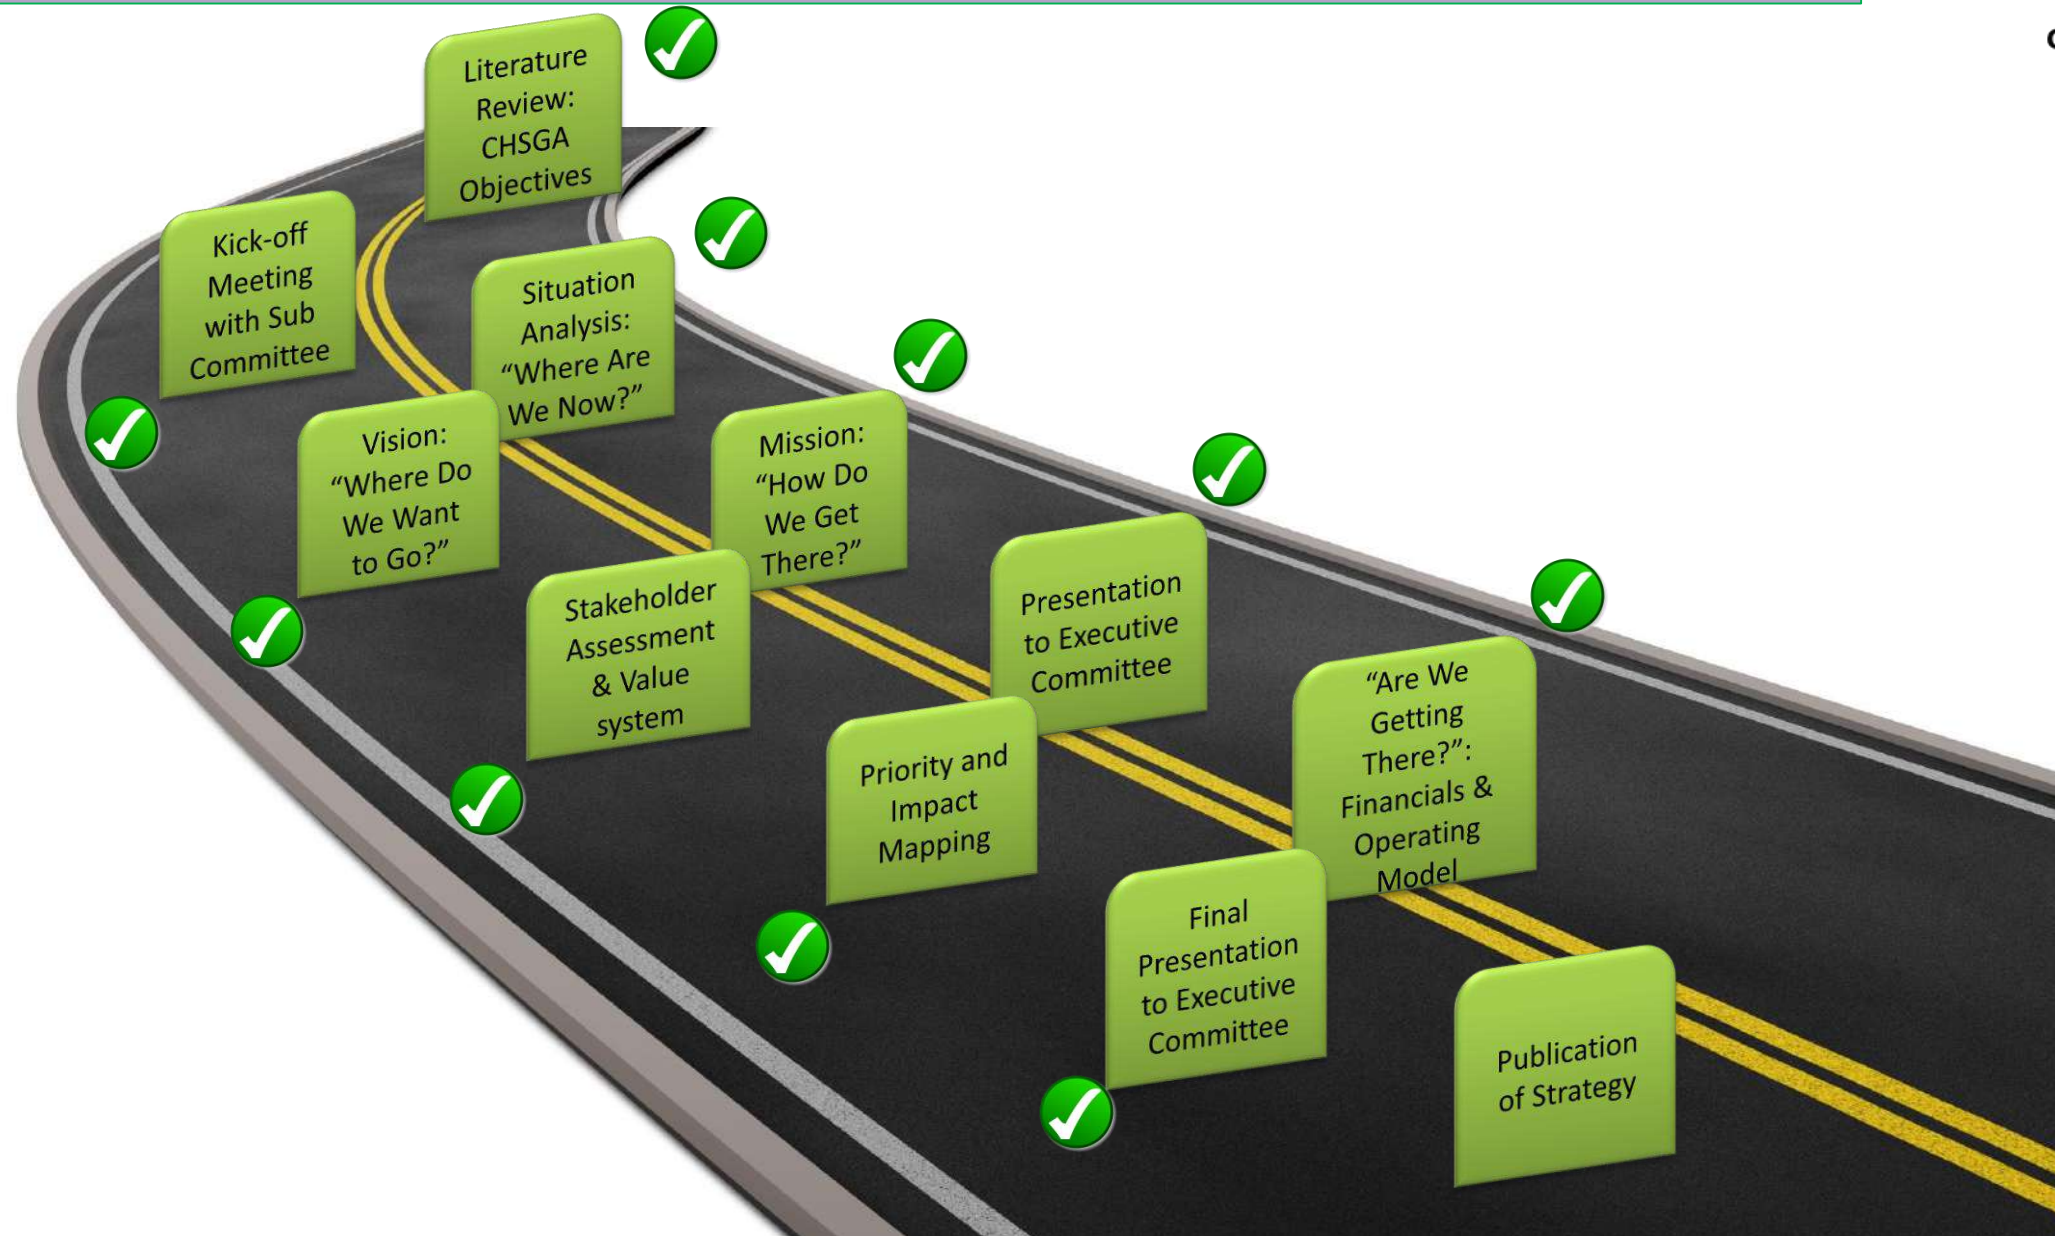 Literature
Review:
CHSGA
Objectives
Kick-off
Meeting
with Sub
Committee
Situation
Analysis:
“Where Are
We Now?”
Vision:
“Where Do
We Want
to Go?”
Mission:
“How Do
We Get
There?”
Stakeholder
Assessment
& Value
system
Presentation
to Executive
Committee
Priority and
Impact
Mapping
“Are We
Getting
There?”:
Financials &
Operating
Model
Final
Presentation
to Executive
Committee
Publication
of Strategy